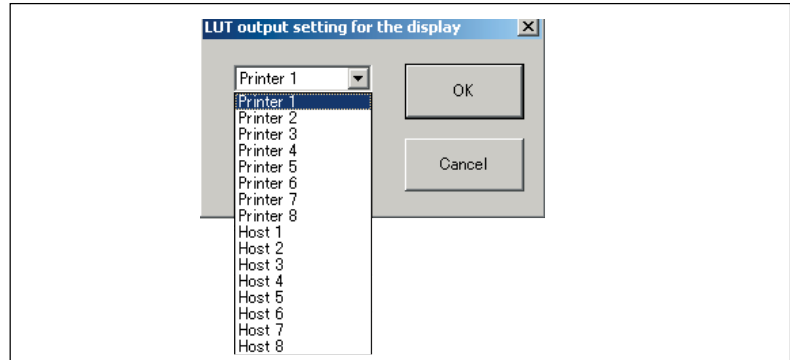 LUT output setting for the display
Printer 1
OK
Cancel
Printer 1
Printer 2
Printer 3
Printer 4
Printer 5
Printer 6
Printer 7
Printer 8
Host 1
Host 2
Host 3
Host 4
Host 5
Host 6
Host 7
Host 8